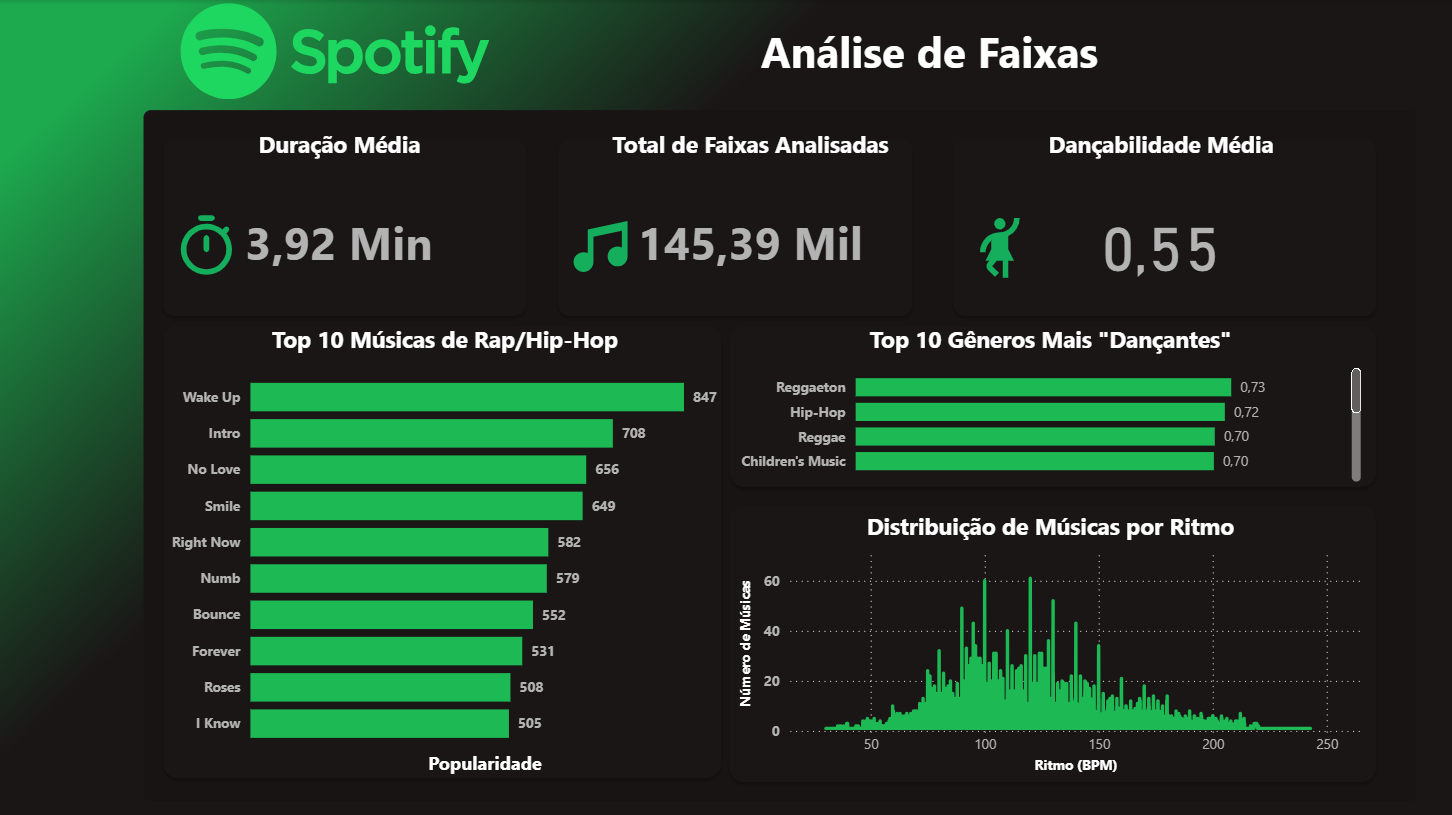 Spotify
Análise de Faixas
Duração Média
3,92 Min
Total de Faixas Analisadas
145,39 Mil
Dançabilidade Média
0,55
Top 10 Músicas de Rap/Hip-Hop
Wake Up 847
Intro 708
No Love 656
Smile 649
Right Now 582
Numb 579
Bounce 552
Forever 531
Roses 508
I Know 505
Popularidade
Top 10 Gêneros Mais "Dançantes"
Reggaeton 0,73
Hip-Hop 0,72
Reggae 0,70
Children's Music 0,70
Distribuição de Músicas por Ritmo
Número de Músicas
60
40
20
0
50 100 150 200 250
Ritmo (BPM)